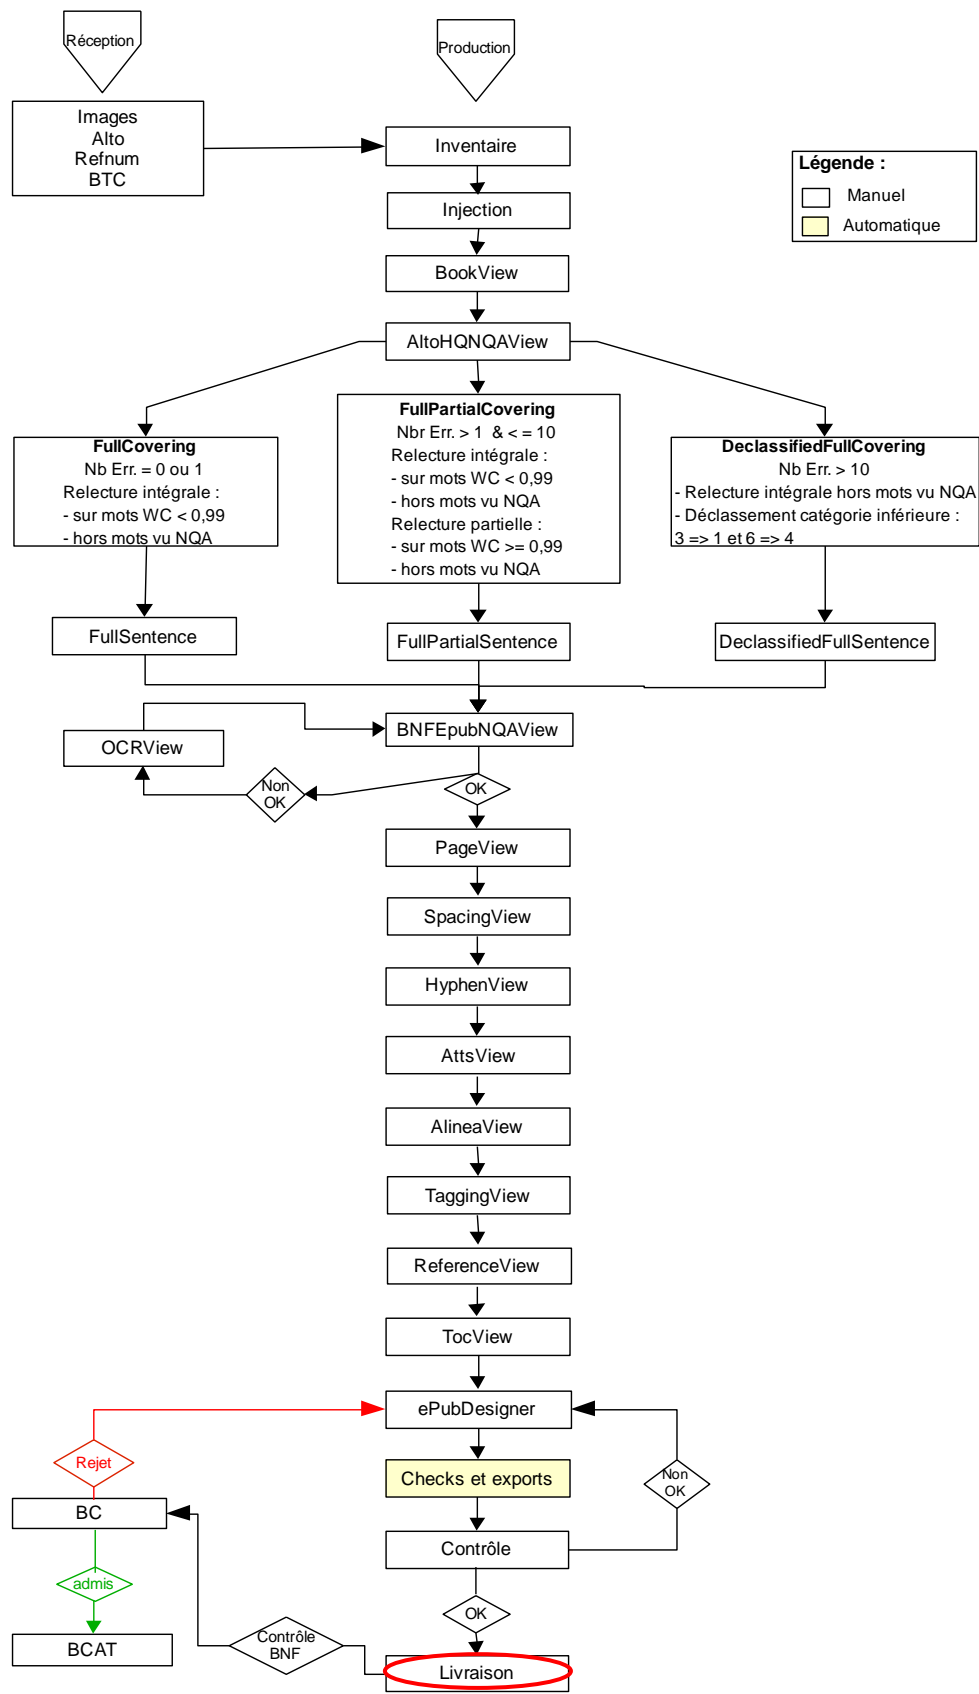 Réception
Production
Images
Alto
Refnum
BTC
Inventaire
Légende :
Manuel
Automatique
Injection
BookView
AltoHQNQAView
FullCovering
Nb Err. = 0 ou 1
Relecture intégrale :
- sur mots WC < 0,99
- hors mots vu NQA
FullPartialCovering
Nbr Err. > 1 & < = 10
Relecture intégrale :
- sur mots WC < 0,99
- hors mots vu NQA
Relecture partielle :
- sur mots WC >= 0,99
- hors mots vu NQA
DeclassifiedFullCovering
Nb Err. > 10
- Relecture intégrale hors mots vu NQA
- Déclassement catégorie inférieure :
3 => 1 et 6 => 4
FullSentence
FullPartialSentence
DeclassifiedFullSentence
BNFEpubNQAView
OCRView
Non
OK
OK
PageView
SpacingView
HyphenView
AttsView
AlineaView
TaggingView
ReferenceView
TocView
ePubDesigner
Rejet
Checks et exports
Non
OK
BC
Contrôle
admis
OK
BCAT
Contrôle
BNF
Livraison